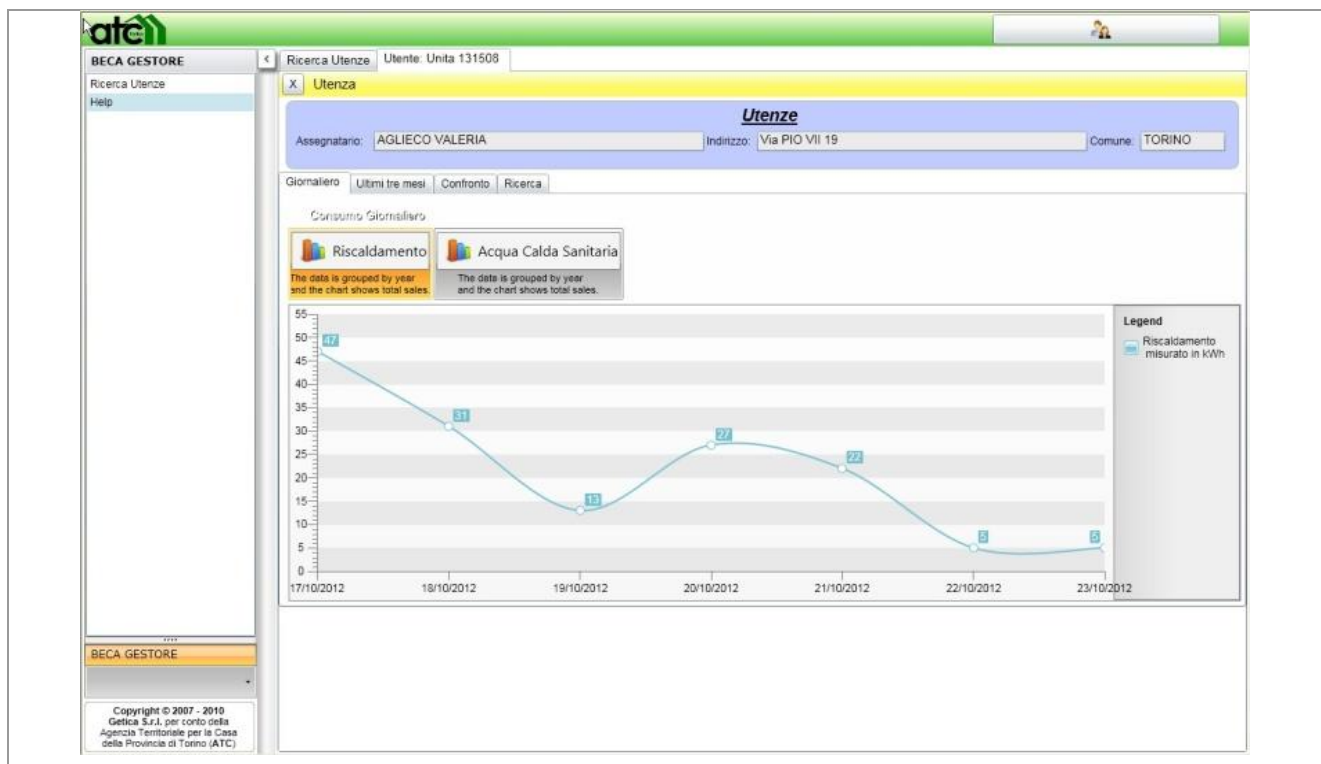 atc
BECA GESTORE
Ricerca Utenze
Help
Ricerca Utenze Utente: Unita 131508
X Utenza
Utenze
Assegnatario: AGLIECO VALERIA Indirizzo: Via PIO VII 19 Comune: TORINO
Giornaliero Ultimi tre mesi Confronto Ricerca
Consumo Giornaliero
Riscaldamento Acqua Calda Sanitaria
The data is grouped by year The data is grouped by year
and the chart shows total sales. and the chart shows total sales.
55
50
45
40
35
30
25
20
15
10
5
0
47
31
13
27
22
5
5
17/10/2012 18/10/2012 19/10/2012 20/10/2012 21/10/2012 22/10/2012 23/10/2012
Legend
Riscaldamento
misurato in kWh
BECA GESTORE
Copyright © 2007 - 2010
Getica S.r.l. per conto della
Agenzia Territoriale per la Casa
della Provincia di Torino (ATC)